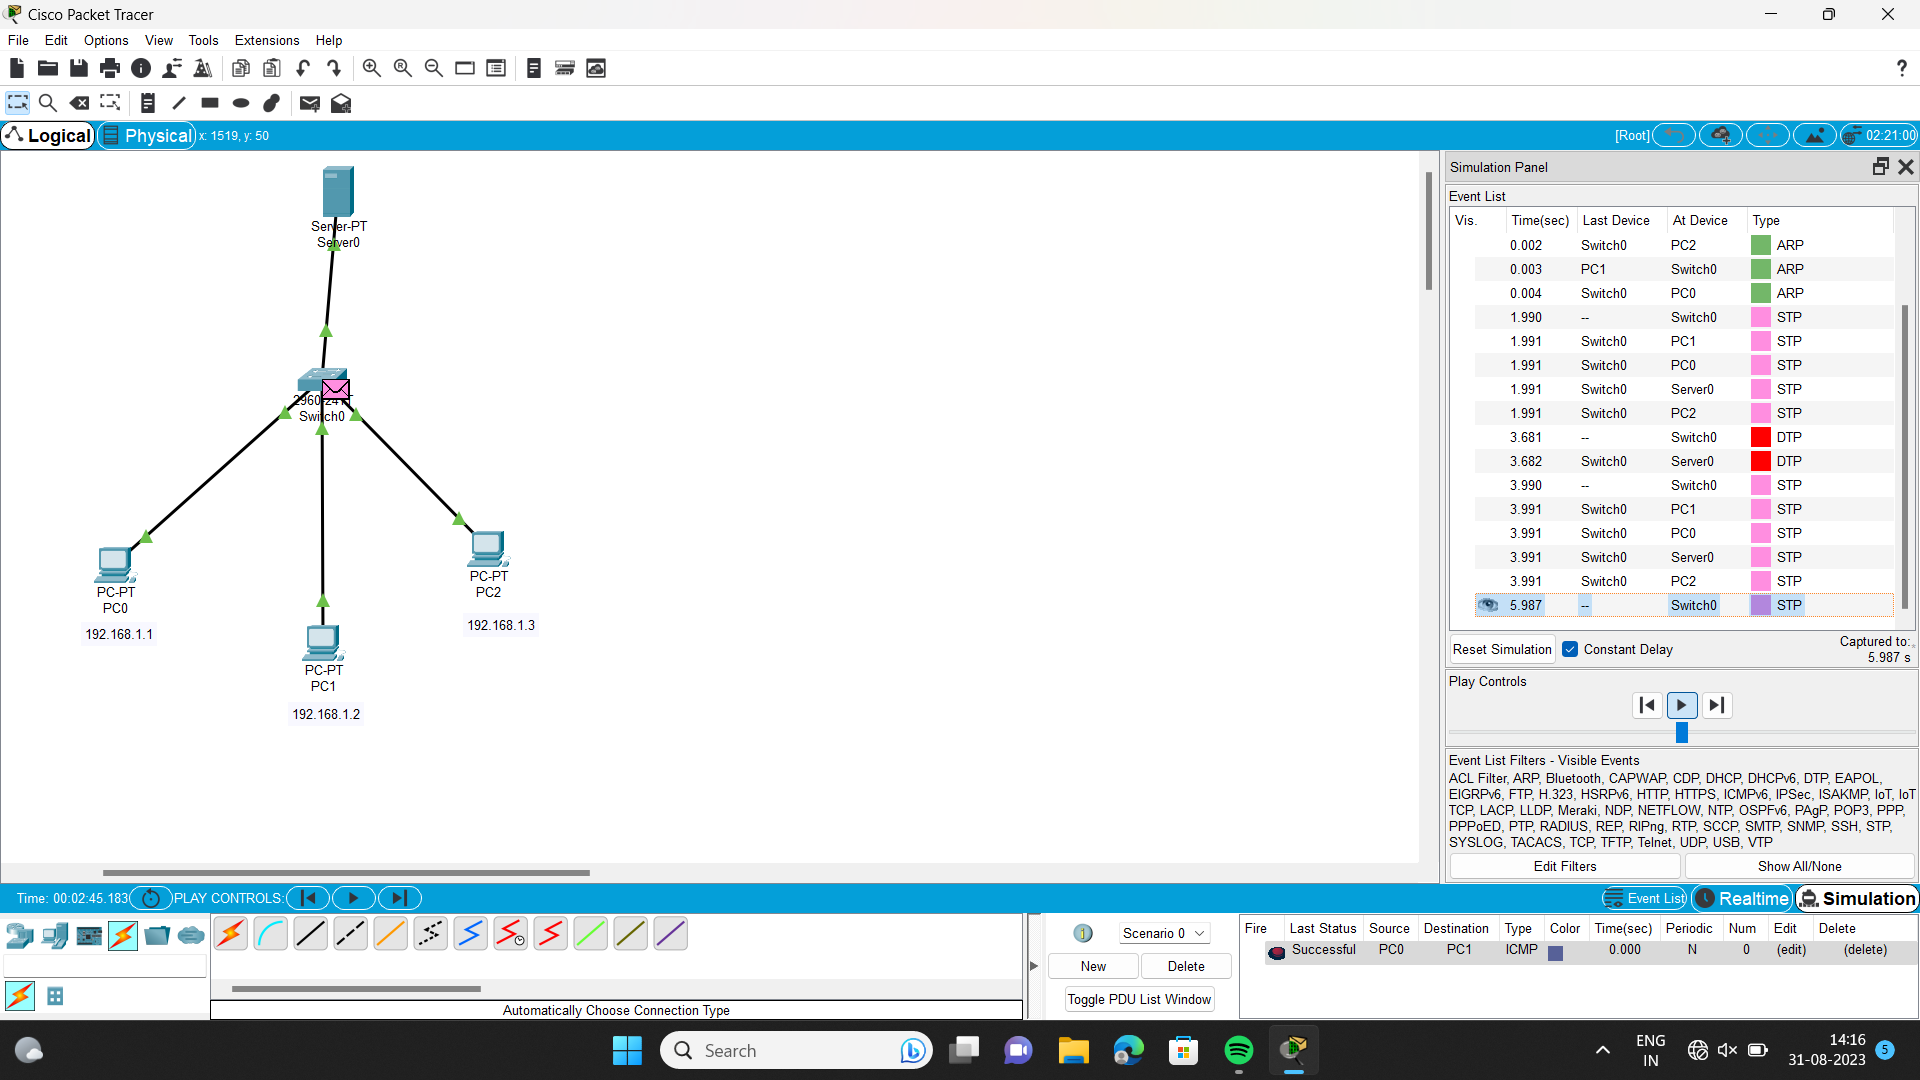 Cisco Packet Tracer
File Edit Options View Tools Extensions Help
Logical Physical x: 1519, y: 50 [Root] 02:21:00
Server-PT
Server0
2960-24TT
Switch0
PC-PT
PC0
192.168.1.1
PC-PT
PC1
192.168.1.2
PC-PT
PC2
192.168.1.3
Simulation Panel
Event List
Vis. Time(sec) Last Device At Device Type
0.002 Switch0 PC2 ARP
0.003 PC1 Switch0 ARP
0.004 Switch0 PC0 ARP
1.990 -- Switch0 STP
1.991 Switch0 PC1 STP
1.991 Switch0 PC0 STP
1.991 Switch0 Server0 STP
1.991 Switch0 PC2 STP
3.681 -- Switch0 DTP
3.682 Switch0 Server0 DTP
3.990 -- Switch0 STP
3.991 Switch0 PC1 STP
3.991 Switch0 PC0 STP
3.991 Switch0 Server0 STP
3.991 Switch0 PC2 STP
5.987 -- Switch0 STP
Reset Simulation Constant Delay Captured to:
5.987 s
Play Controls
Event List Filters - Visible Events
ACL Filter, ARP, Bluetooth, CAPWAP, CDP, DHCP, DHCPv6, DTP, EAPOL,
EIGRPv6, FTP, H.323, HSRPv6, HTTP, HTTPS, ICMPv6, IPSec, ISAKMP, IoT, IoT
TCP, LACP, LLDP, Meraki, NDP, NETFLOW, NTP, OSPFv6, PAgP, POP3, PPP,
PPPoED, PTP, RADIUS, REP, RIPng, RTP, SCCP, SMTP, SNMP, SSH, STP,
SYSLOG, TACACS, TCP, TFTP, Telnet, UDP, USB, VTP
Edit Filters Show All/None
Time: 00:02:45.183 PLAY CONTROLS: Event List Realtime Simulation
Scenario 0
New Delete
Toggle PDU List Window
Fire Last Status Source Destination Type Color Time(sec) Periodic Num Edit Delete
Successful PC0 PC1 ICMP 0.000 N 0 (edit) (delete)
Automatically Choose Connection Type
Search
ENG
IN
14:16
31-08-2023
5